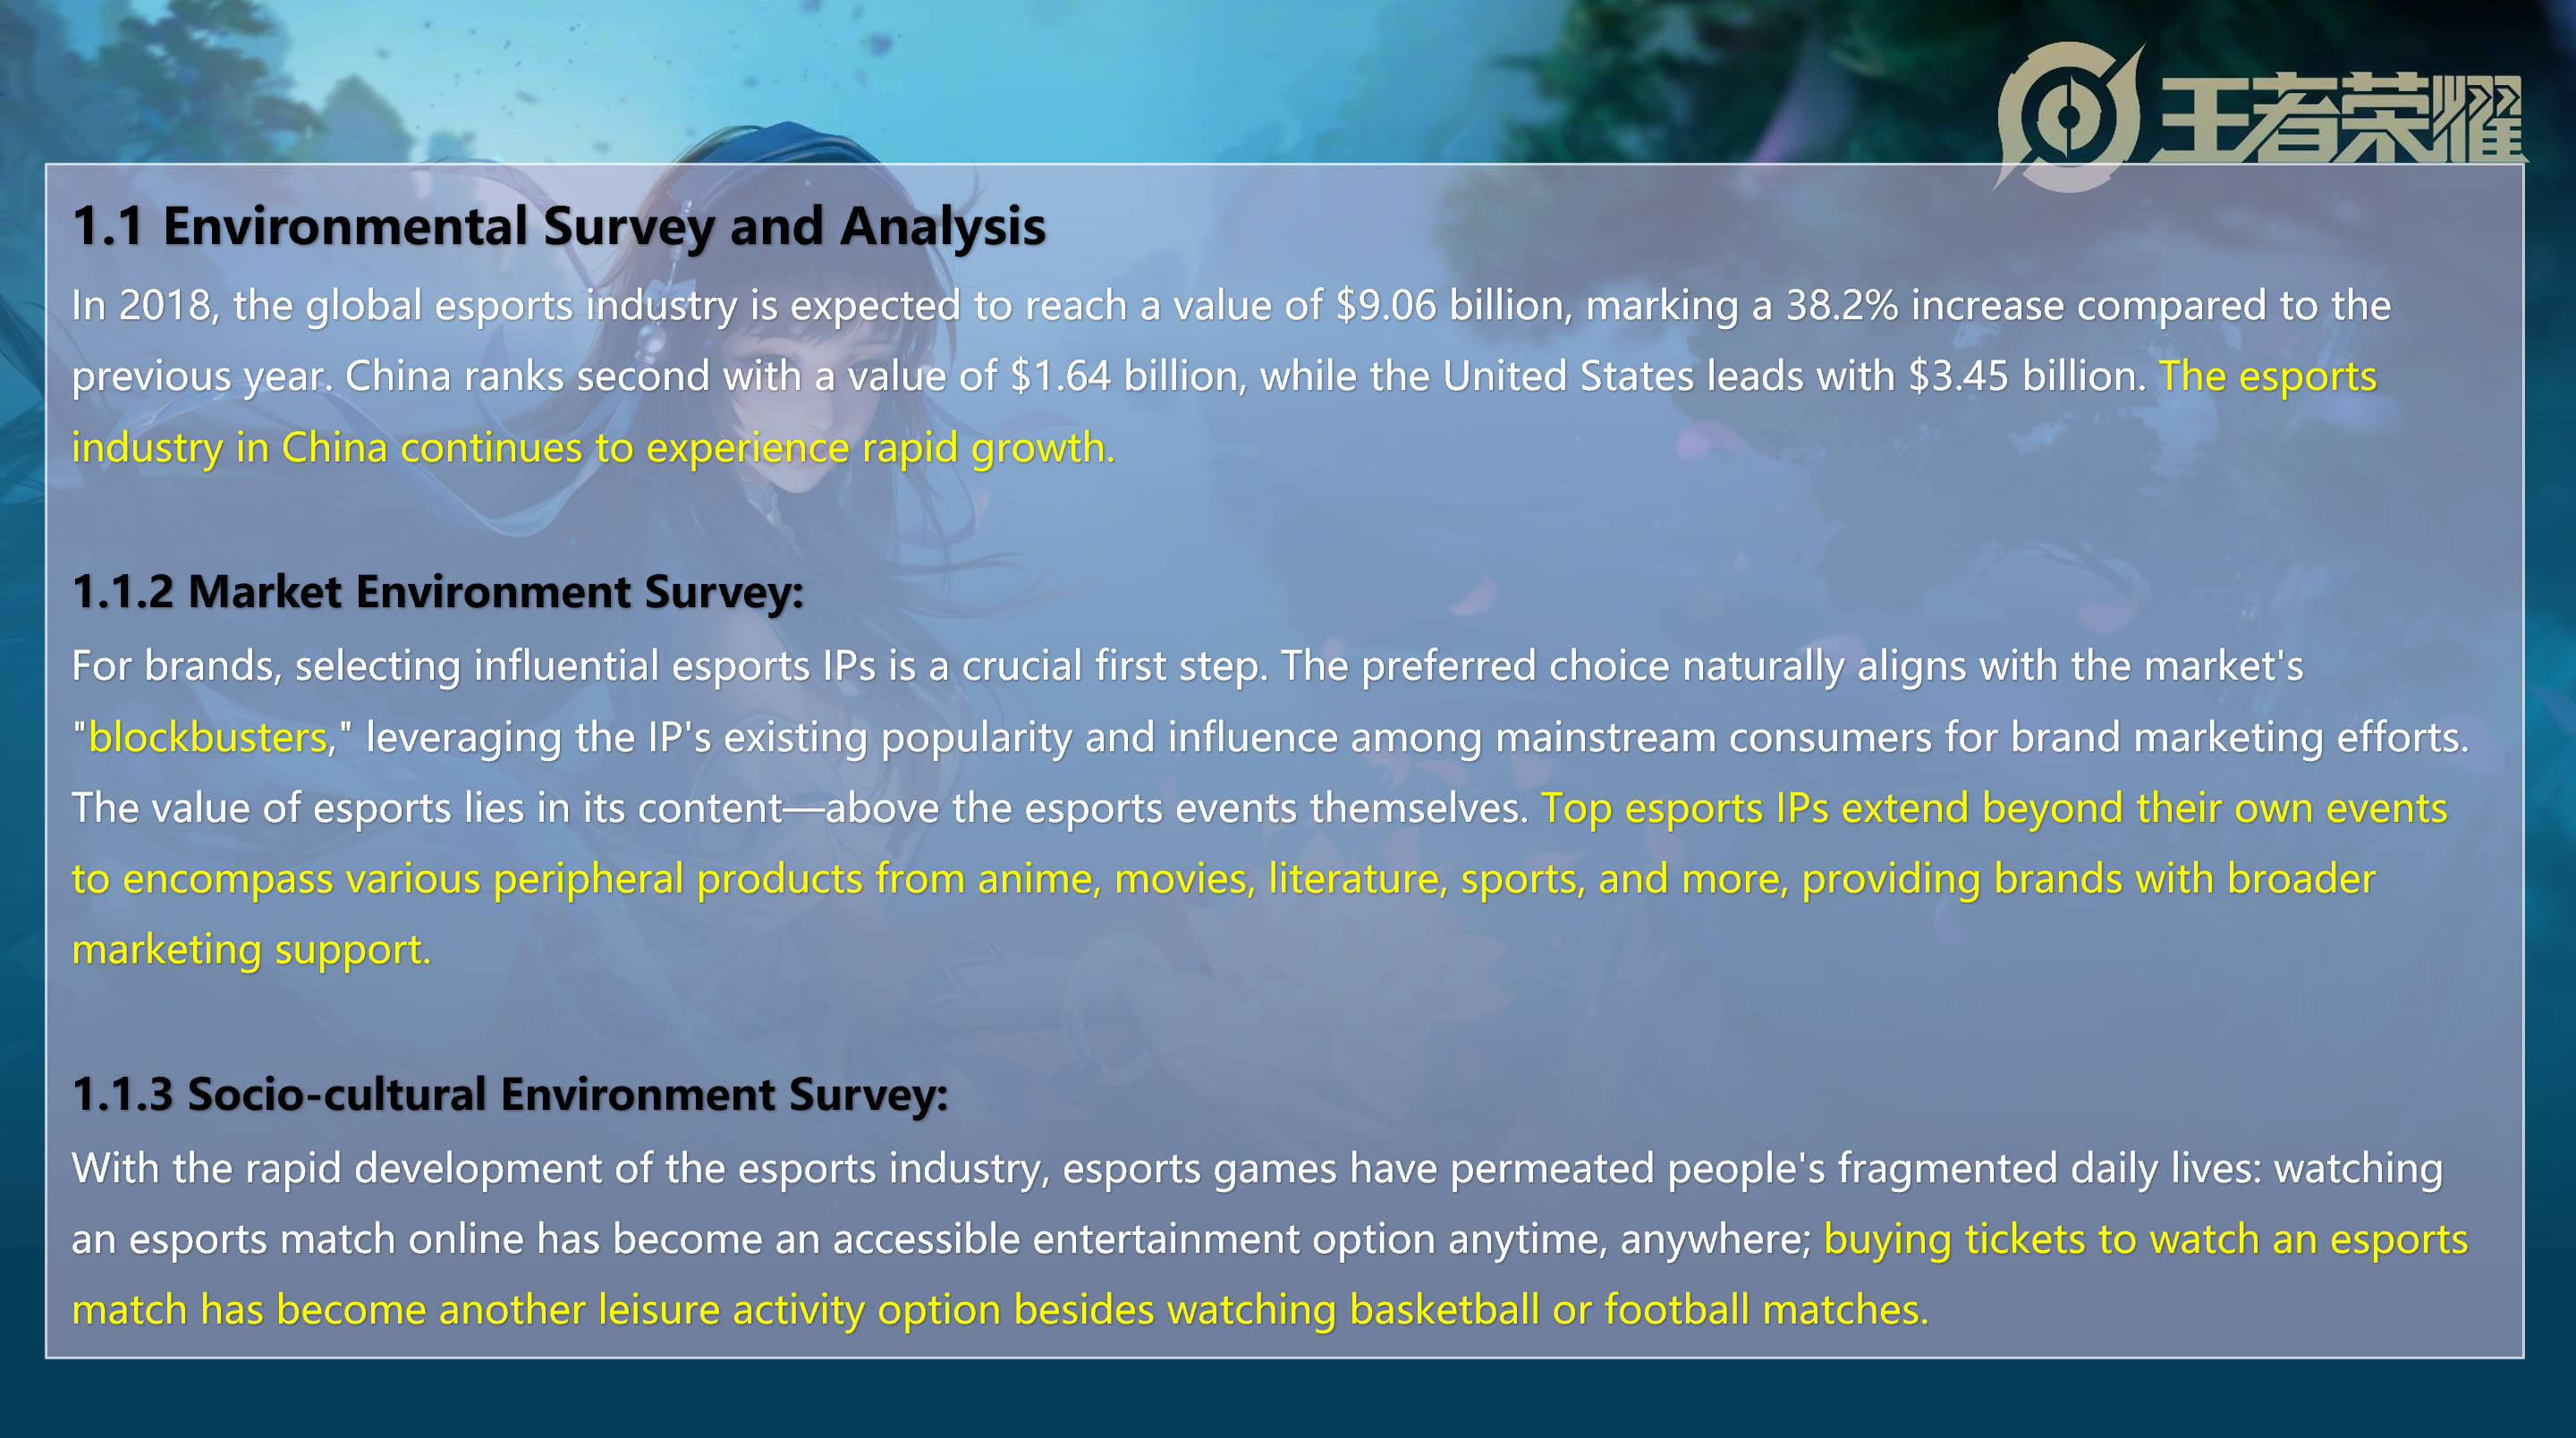 王者荣耀
1.1 Environmental Survey and Analysis
In 2018, the global esports industry is expected to reach a value of $9.06 billion, marking a 38.2% increase compared to the
previous year. China ranks second with a value of $1.64 billion, while the United States leads with $3.45 billion. The esports
industry in China continues to experience rapid growth.
1.1.2 Market Environment Survey:
For brands, selecting influential esports IPs is a crucial first step. The preferred choice naturally aligns with the market's
"blockbusters," leveraging the IP's existing popularity and influence among mainstream consumers for brand marketing efforts.
The value of esports lies in its content—above the esports events themselves. Top esports IPs extend beyond their own events
to encompass various peripheral products from anime, movies, literature, sports, and more, providing brands with broader
marketing support.
1.1.3 Socio-cultural Environment Survey:
With the rapid development of the esports industry, esports games have permeated people's fragmented daily lives: watching
an esports match online has become an accessible entertainment option anytime, anywhere; buying tickets to watch an esports
match has become another leisure activity option besides watching basketball or football matches.